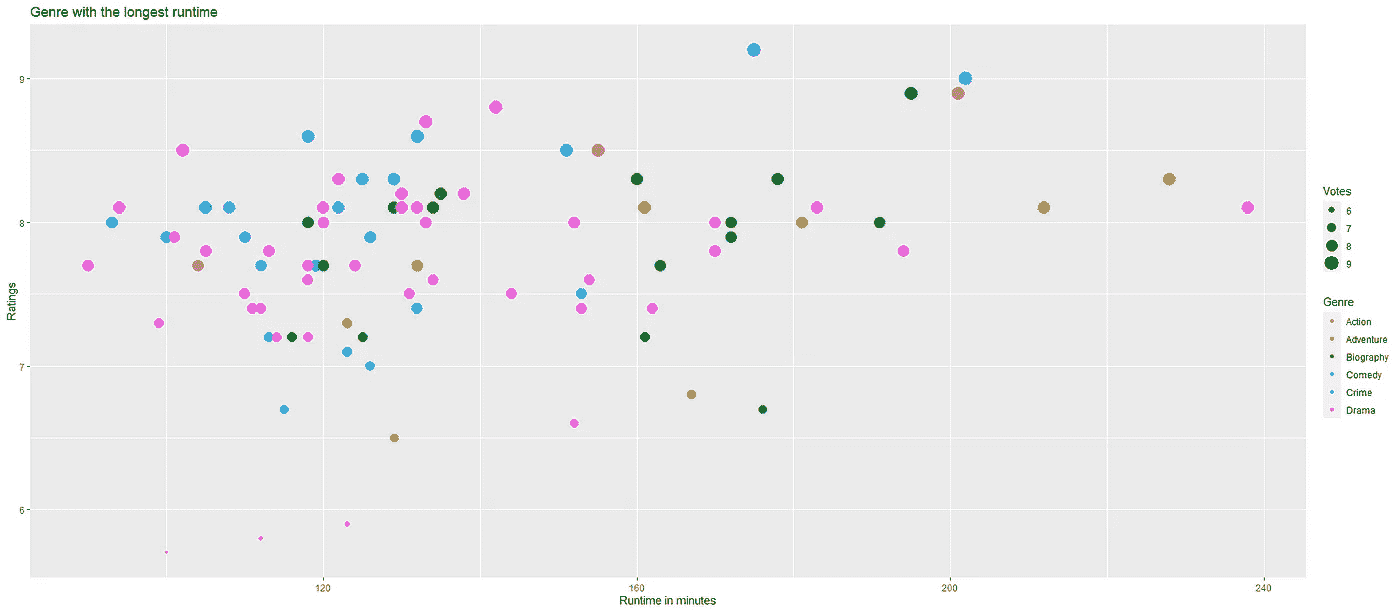 Genre with the longest runtime
Ratings
9
8
7
6
120
160
200
240
Runtime in minutes
Votes
6
7
8
9
Genre
Action
Adventure
Biography
Comedy
Crime
Drama